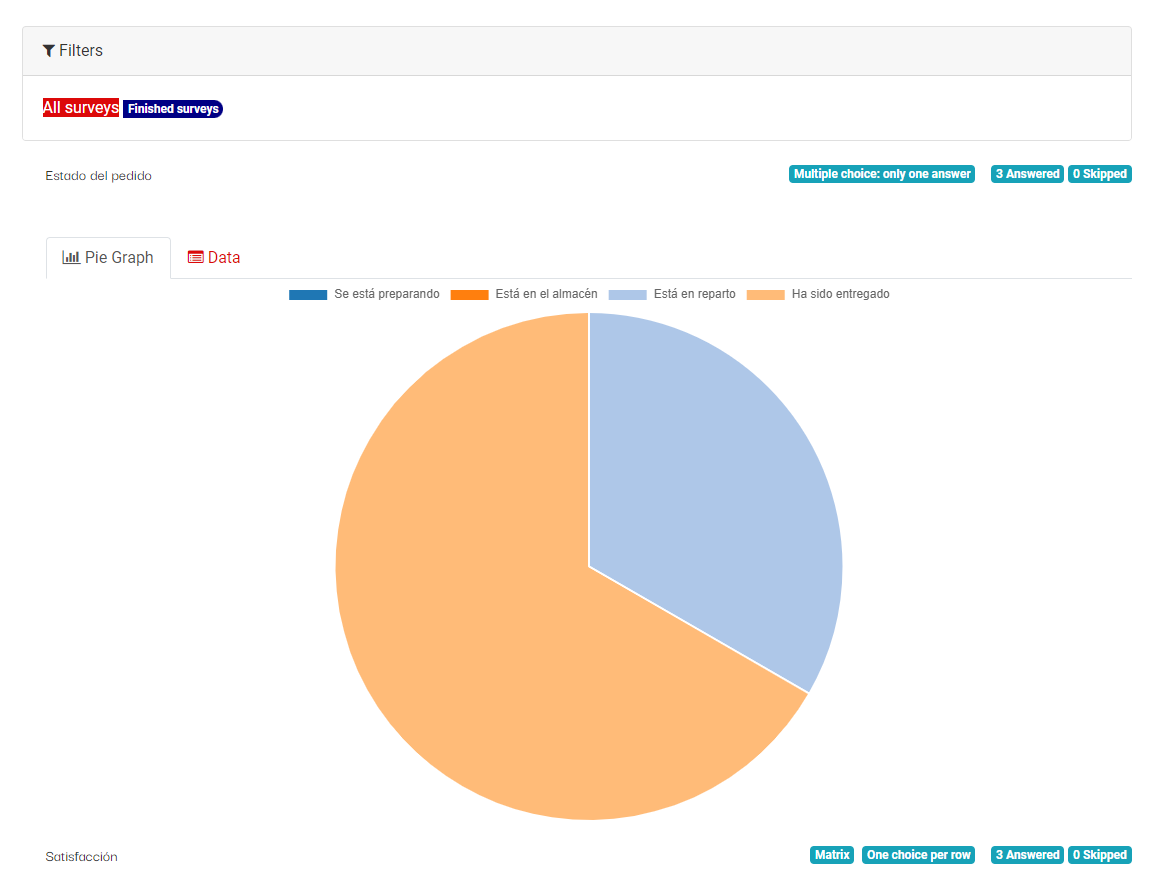 Filters
All surveys Finished surveys
Estado del pedido Multiple choice: only one answer 3 Answered 0 Skipped
Pie Graph Data
Se está preparando Está en el almacén Está en reparto Ha sido entregado
Satisfacción Matrix One choice per row 3 Answered 0 Skipped